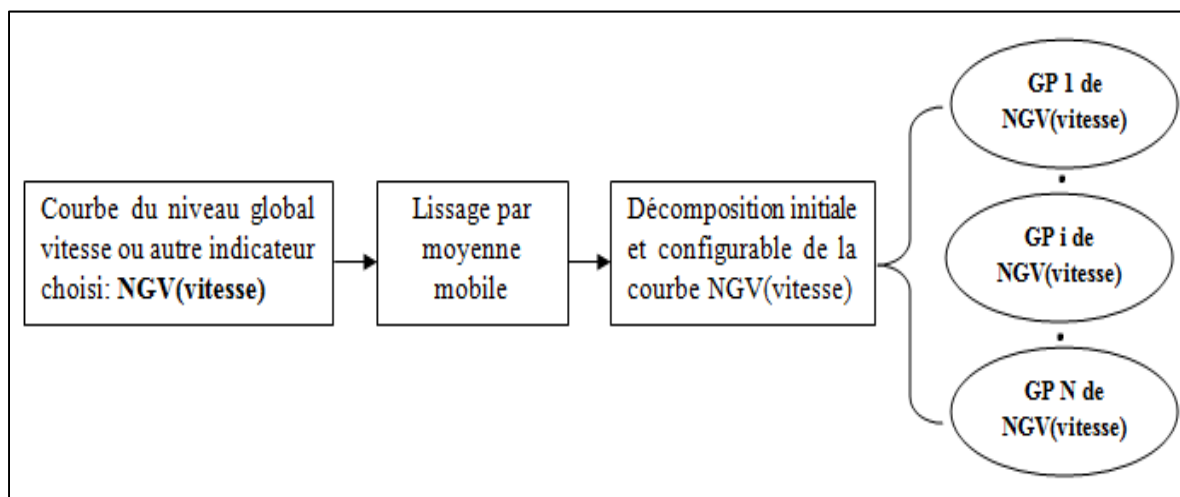 Courbe du niveau global
vitesse ou autre indicateur
choisi: NGV(vitesse)
Lissage par
moyenne
mobile
Décomposition initiale
et configurable de la
courbe NGV(vitesse)
GP 1 de
NGV(vitesse)
GP i de
NGV(vitesse)
GP N de
NGV(vitesse)